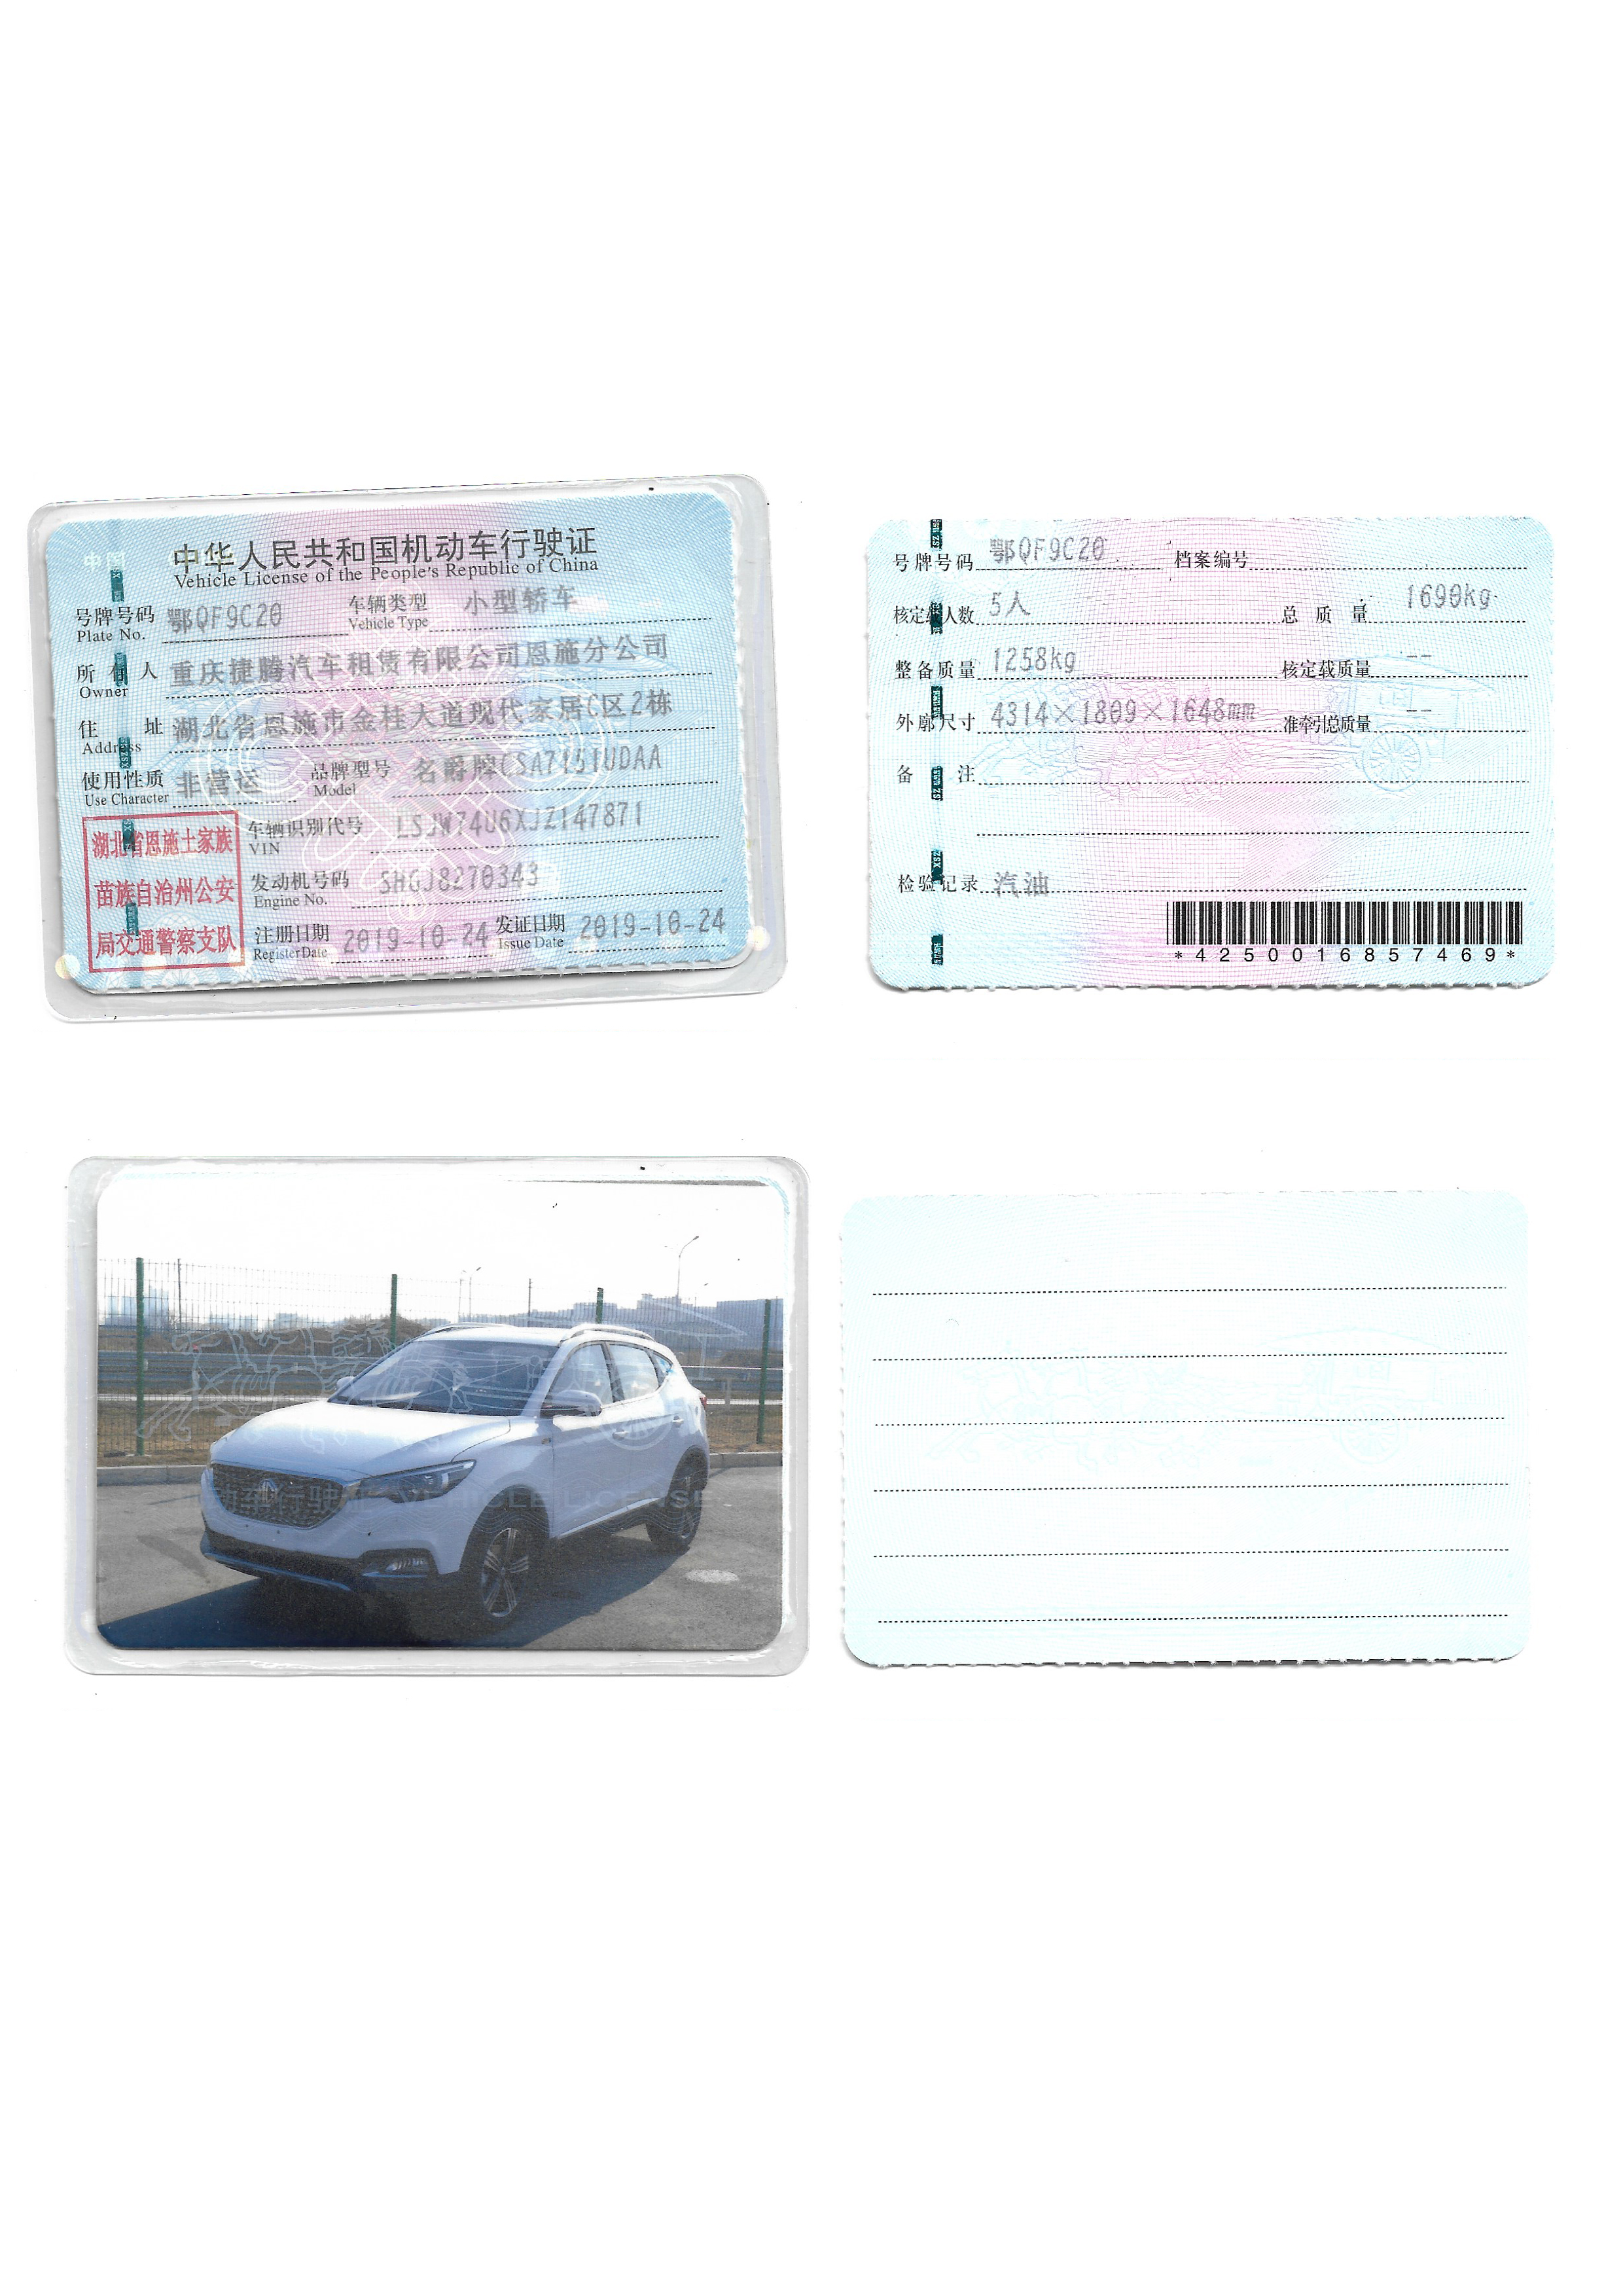 中华人民共和国机动车行驶证
Vehicle License of the People's Republic of China
号牌号码 鄂QF9C20 车辆类型 小型轿车
Plate No. Vehicle Type
所有人 重庆捷腾汽车租赁有限公司恩施分公司
Owner
住址 湖北省恩施市金桂大道现代家居C区2栋
Address
使用性质 非营运 品牌型号 名爵牌CSA7151UDAA
Use Character Model
车辆识别代号 LSJW74U6XJZ147871
VIN
发动机号码 SHGJ8270343
Engine No.
注册日期 2019-10-24 发证日期 2019-10-24
Register Date Issue Date
湖北省恩施土家族
苗族自治州公安
局交通警察支队
号牌号码 鄂QF9C20 档案编号
核定载人数 5人 总质量 1690kg
整备质量 1258kg 核定载质量 --
外廓尺寸 4314×1809×1648mm 准牵引总质量 --
备注
检验记录 汽油
*4250016857469*
机动车行驶证 VEHICLE LICENSE